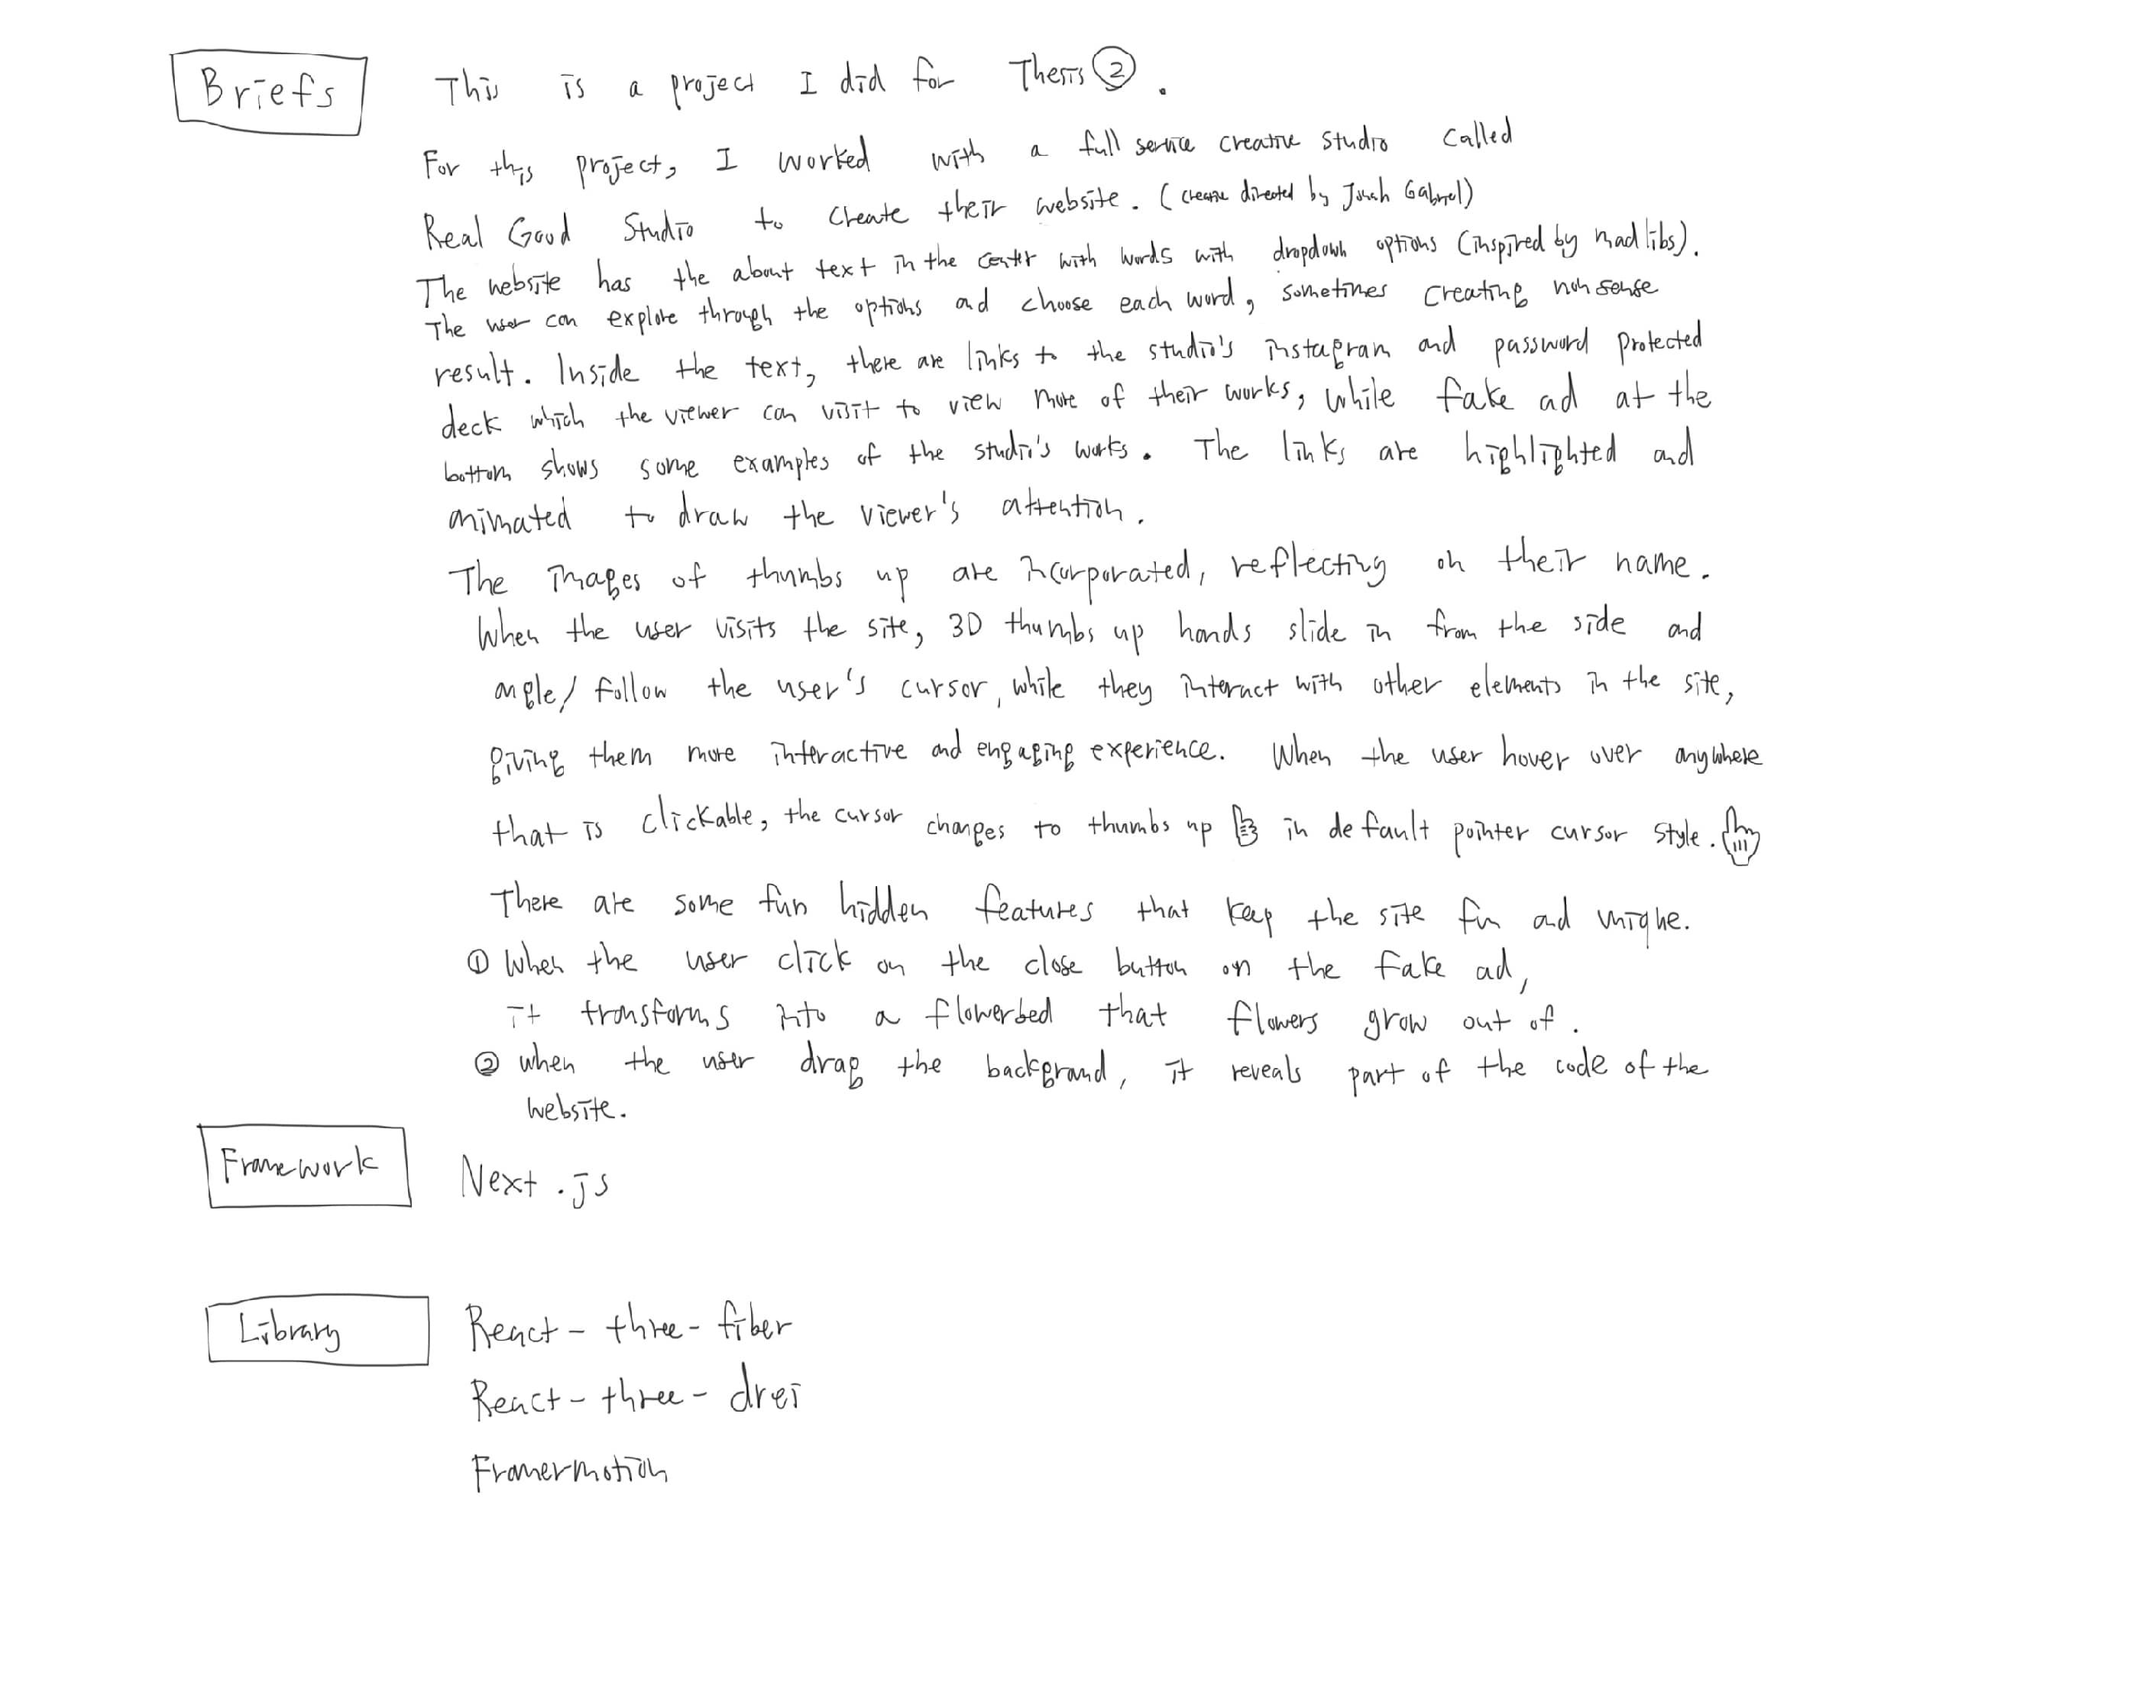 Briefs
This is a project I did for Thesis ②.
For this project, I worked with a full service creative studio called
Real Good Studio to create their website. (creative directed by Gabriel)
The website has the about text in the center with words with dropdown options (inspired by mad libs).
The user can explore through the options and choose each word, sometimes creating non sense
result. Inside the text, there are links to the studio's instagram and password protected
deck which the viewer can visit to view more of their works, while fake ad at the
bottom shows some examples of the studio's works. The links are highlighted and
animated to draw the viewer's attention.
The images of thumbs up are incorporated, reflecting on their name.
When the user visits the site, 3D thumbs up hands slide in from the side and
angle/follow the user's cursor, while they interact with other elements in the site,
giving them more interactive and engaging experience. When the user hover over anywhere
that is clickable, the cursor changes to thumbs up in default pointer cursor style.
There are some fun hidden features that keep the site fun and unique.
① When the user click on the close button on the fake ad,
it transforms into a flowerbed that flowers grow out of.
② when the user drag the background, it reveals part of the code of the
website.
Framework
Next.js
Library
React-three-fiber
React-three-drei
Framermotion